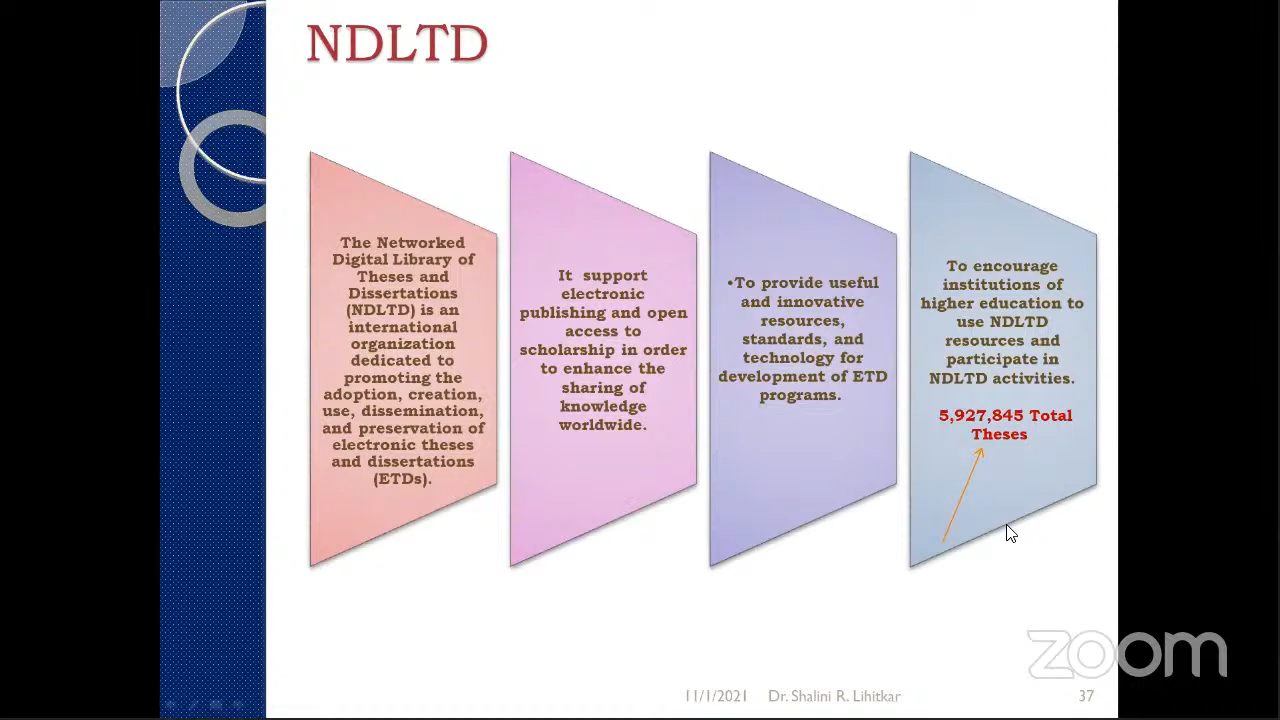 NDLTD
The Networked
Digital Library of
Theses and
Dissertations
(NDLTD) is an
international
organization
dedicated to
promoting the
adoption, creation,
use, dissemination,
and preservation of
electronic theses
and dissertations
(ETDs).
It support
electronic
publishing and open
access to
scholarship in order
to enhance the
sharing of
knowledge
worldwide.
•To provide useful
and innovative
resources,
standards, and
technology for
development of ETD
programs.
To encourage
institutions of
higher education to
use NDLTD
resources and
participate in
NDLTD activities.
5,927,845 Total
Theses
zoom
11/1/2021 Dr. Shalini R. Lihitkar 37